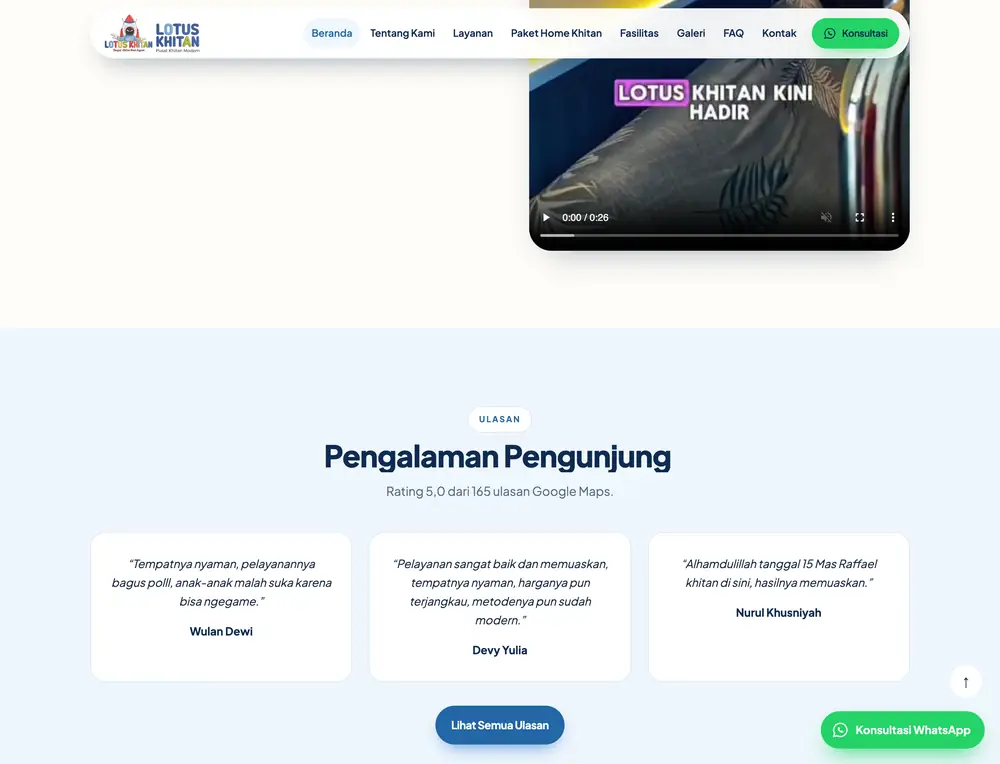 LOTUS KHITAN
LOTUS
KHITAN
Pusat Khitan Modern
Beranda
Tentang Kami
Layanan
Paket Home Khitan
Fasilitas
Galeri
FAQ
Kontak
Konsultasi
LOTUS KHITAN KINI
HADIR
0:00 / 0:26
ULASAN
Pengalaman Pengunjung
Rating 5,0 dari 165 ulasan Google Maps.
“Tempatnya nyaman, pelayanannya
bagus polll, anak-anak malah suka karena
bisa ngegame.”
Wulan Dewi
“Pelayanan sangat baik dan memuaskan,
tempatnya nyaman, harganya pun
terjangkau, metodenya pun sudah
modern.”
Devy Yulia
“Alhamdulillah tanggal 15 Mas Raffael
khitan di sini, hasilnya memuaskan.”
Nurul Khusniyah
↑
Lihat Semua Ulasan
Konsultasi WhatsApp